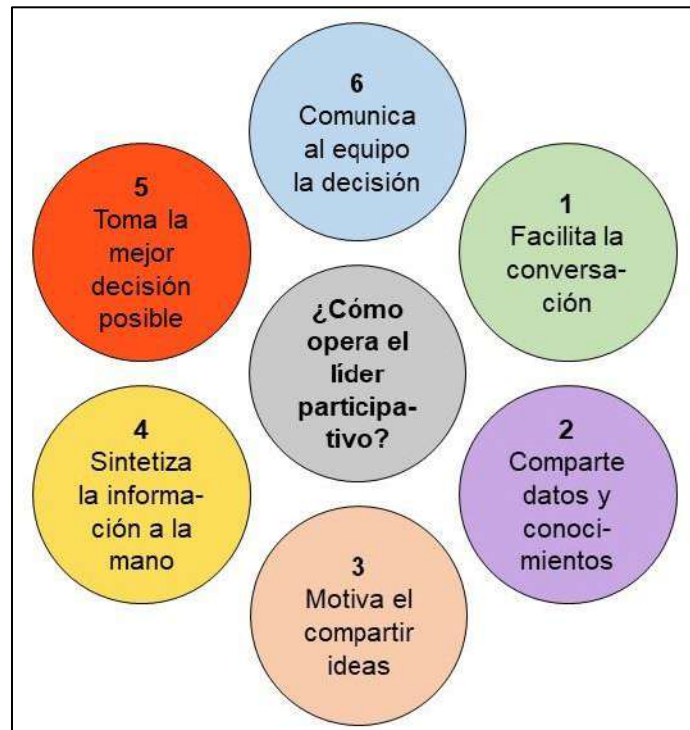 ¿Cómo
opera el
líder
participa-
tivo?
1
Facilita la
conversa-
ción
2
Comparte
datos y
conoci-
mientos
3
Motiva el
compartir
ideas
4
Sintetiza
la informa-
ción a la
mano
5
Toma la
mejor
decisión
posible
6
Comunica
al equipo
la decisión